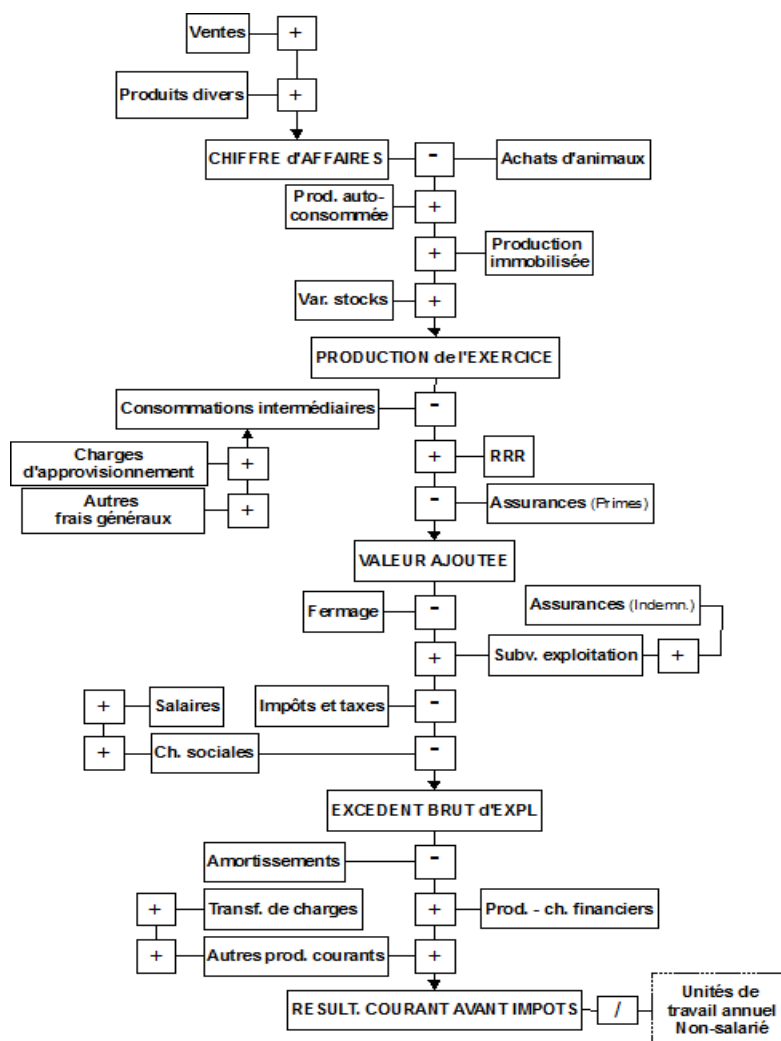 Ventes +
Produits divers +
CHIFFRE d'AFFAIRES - Achats d'animaux
Prod. auto-
consommée +
+ Production
immobilisée
Var. stocks +
PRODUCTION de l'EXERCICE
Consommations intermédiaires -
Charges
d'approvisionnement +
+ RRR
Autres
frais généraux +
- Assurances (Primes)
VALEUR AJOUTEE
Fermage -
Assurances (Indemn.)
+ Subv. exploitation +
+ Salaires
Impôts et taxes -
+ Ch. sociales -
EXCEDENT BRUT d'EXPL
Amortissements -
+ Transf. de charges
+ Prod. - ch. financiers
+ Autres prod. courants +
RESULT. COURANT AVANT IMPOTS /
Unités de
travail annuel
Non-salarié